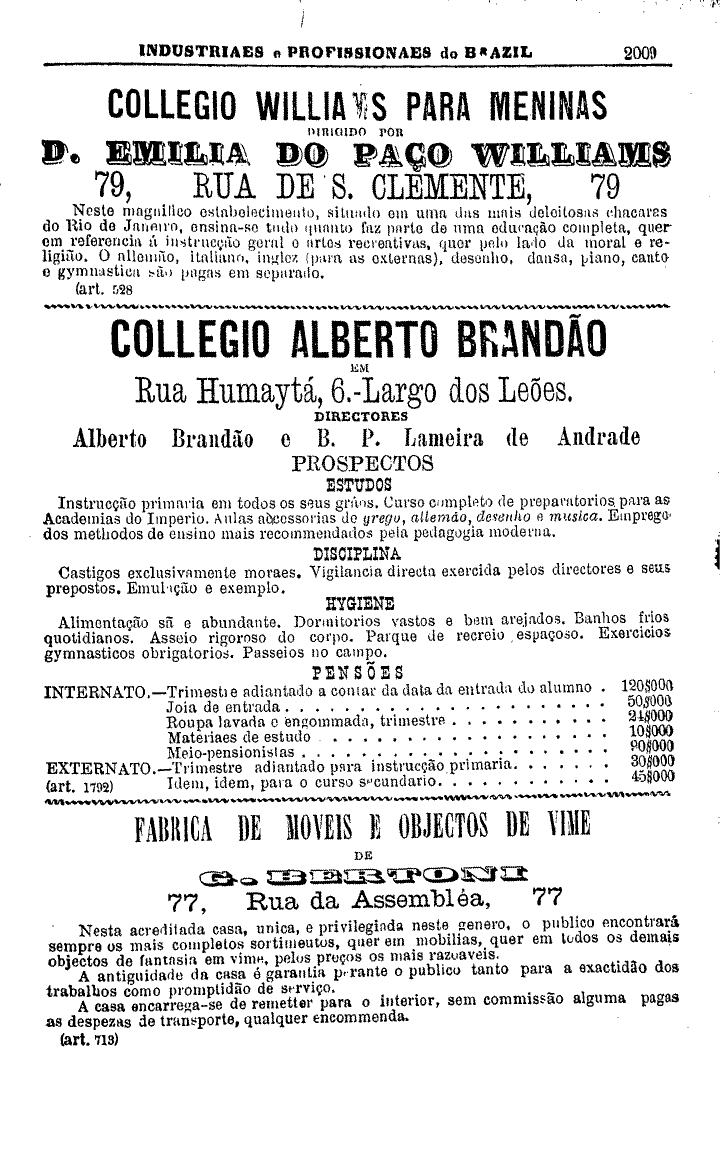 INDUSTRIAES e PROFISSIONAES do BRAZIL 2009
COLLEGIO WILLIAMS PARA MENINAS
DIRIGIDO POR
D. EMILIA DO PAÇO WILLIAMS
79, RUA DE S. CLEMENTE, 79
Neste magnifico estabelecimento, situado em uma das mais deleitosas chacaras
do Rio de Janeiro, ensina-se tudo quanto faz parte de uma educação completa, quer
em referencia á instrucção geral e artes recreativas, quer pelo lado da moral e re-
ligião. O allemão, italiano, inglez (para as externas), desenho, dansa, piano, canto
e gymnastica são pagas em separado.
(art. 528
COLLEGIO ALBERTO BRANDÃO
EM
Rua Humaytá, 6.-Largo dos Leões.
DIRECTORES
Alberto Brandão e B. P. Lameira de Andrade
PROSPECTOS
ESTUDOS
Instrucção primaria em todos os seus gráos. Curso completo de preparatorios para as
Academias do Imperio. Aulas accessorias de grego, allemão, desenho e musica. Emprego
dos methodos de ensino mais recommendados pela pedagogia moderna.
DISCIPLINA
Castigos exclusivamente moraes. Vigilancia directa exercida pelos directores e seus
prepostos. Emulação e exemplo.
HYGIENE
Alimentação sã e abundante. Dormitorios vastos e bem arejados. Banhos frios
quotidianos. Asseio rigoroso do corpo. Parque de recreio espaçoso. Exercicios
gymnasticos obrigatorios. Passeios no campo.
PENSÕES
INTERNATO.—Trimestre adiantado a contar da data da entrada do alumno . 120$000
Joia de entrada . . . . . . . . . . . . . . . . . . . . 50$000
Roupa lavada e engommada, trimestre . . . . . . . . . . 24$000
Materiaes de estudo . . . . . . . . . . . . . . . . . . 10$000
Meio-pensionistas . . . . . . . . . . . . . . . . . . . 90$000
EXTERNATO.—Trimestre adiantado para instrucção primaria. . . . . . . . 30$000
(art. 1792) Idem, idem, para o curso secundario. . . . . . . . . . . 45$000
FABRICA DE MOVEIS E OBJECTOS DE VIME
DE
G. BERTONI
77, Rua da Assembléa, 77
Nesta acreditada casa, unica, e privilegiada neste genero, o publico encontrará
sempre os mais completos sortimentos, quer em mobilias, quer em todos os demais
objectos de fantasia em vime, pelos preços os mais razoaveis.
A antiguidade da casa é garantia perante o publico tanto para a exactidão dos
trabalhos como promptidão de serviço.
A casa encarrega-se de remetter para o interior, sem commissão alguma pagas
as despezas de transporte, qualquer encommenda.
(art. 713)